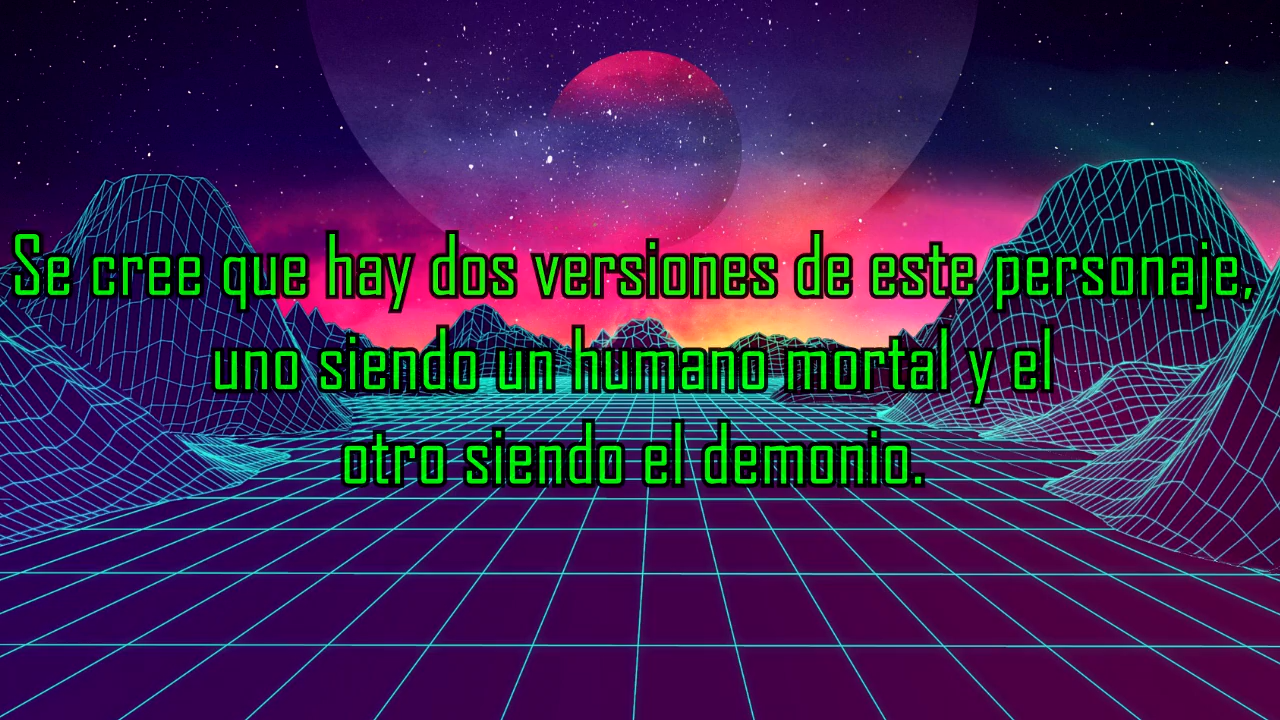 Se cree que hay dos versiones de este personaje,
uno siendo un humano mortal y el
otro siendo el demonio.